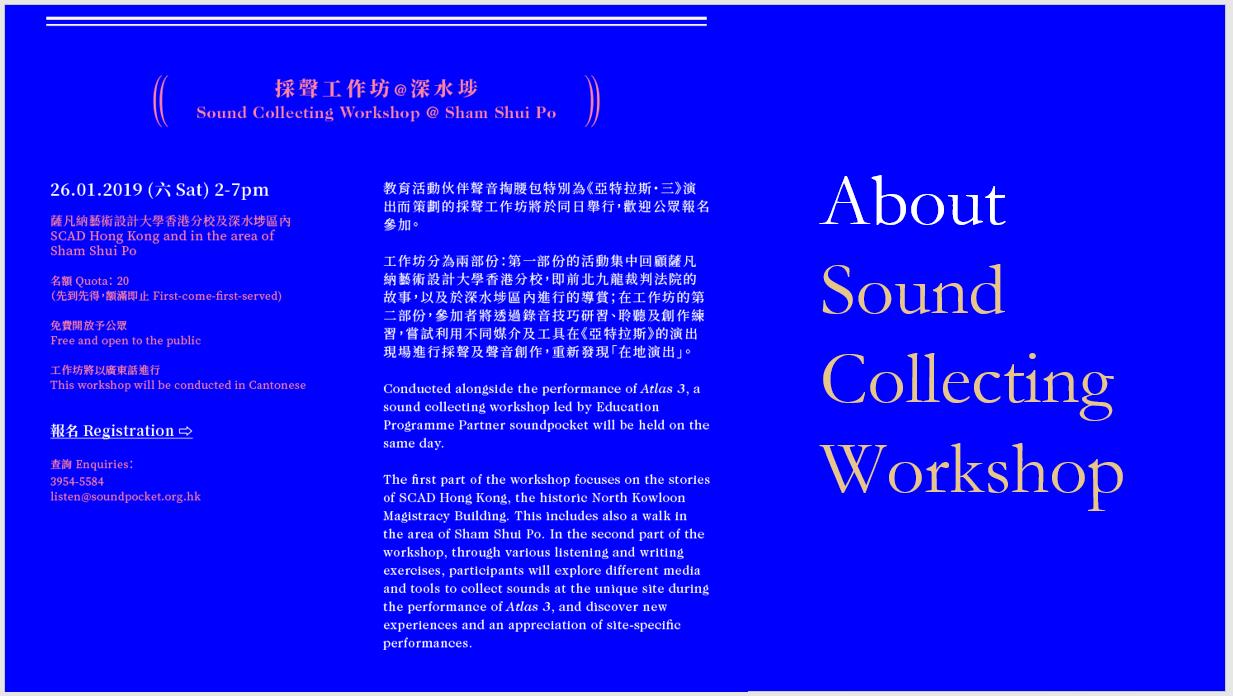 採聲工作坊@深水埗
Sound Collecting Workshop @ Sham Shui Po
26.01.2019 (六 Sat) 2-7pm
薩凡納藝術設計大學香港分校及深水埗區內
SCAD Hong Kong and in the area of
Sham Shui Po
名額 Quota: 20
(先到先得,額滿即止 First-come-first-served)
免費開放予公眾
Free and open to the public
工作坊將以廣東話進行
This workshop will be conducted in Cantonese
報名 Registration ⇨
查詢 Enquiries:
3954-5584
listen@soundpocket.org.hk
教育活動伙伴聲音掏腰包特別為《亞特拉斯·三》演
出而策劃的採聲工作坊將於同日舉行,歡迎公眾報名
參加。
工作坊分為兩部份:第一部份的活動集中回顧薩凡
納藝術設計大學香港分校,即前北九龍裁判法院的
故事,以及於深水埗區內進行的導賞;在工作坊的第
二部份,參加者將透過錄音技巧研習、聆聽及創作練
習,嘗試利用不同媒介及工具在《亞特拉斯》的演出
現場進行採聲及聲音創作,重新發現「在地演出」。
Conducted alongside the performance of Atlas 3, a
sound collecting workshop led by Education
Programme Partner soundpocket will be held on the
same day.
The first part of the workshop focuses on the stories
of SCAD Hong Kong, the historic North Kowloon
Magistracy Building. This includes also a walk in
the area of Sham Shui Po. In the second part of the
workshop, through various listening and writing
exercises, participants will explore different media
and tools to collect sounds at the unique site during
the performance of Atlas 3, and discover new
experiences and an appreciation of site-specific
performances.
About
Sound
Collecting
Workshop